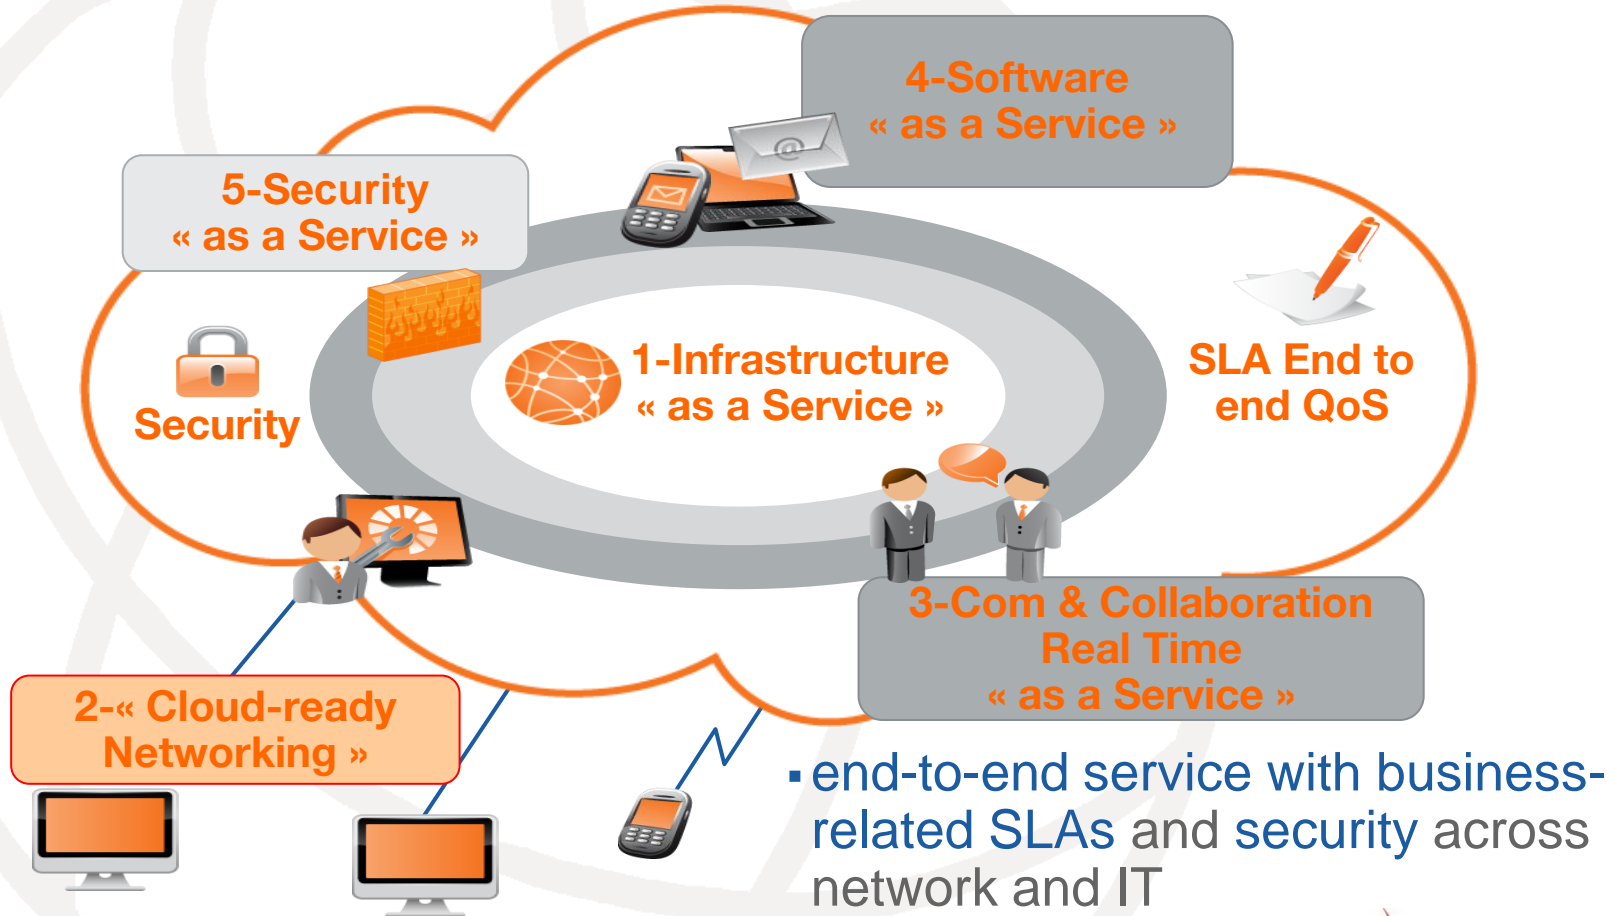 4-Software
« as a Service »
5-Security
« as a Service »
1-Infrastructure
« as a Service »
SLA End to
end QoS
Security
3-Com & Collaboration
Real Time
« as a Service »
2-« Cloud-ready
Networking »
▪ end-to-end service with business-
related SLAs and security across
network and IT
@